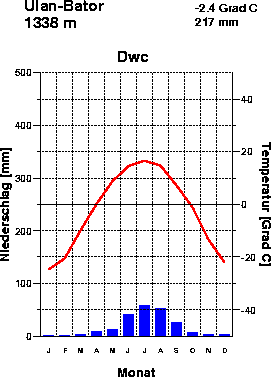 Ulan-Bator -2.4 Grad C
1338 m 217 mm
Dwc
500
400
300
200
100
0
Niederschlag [mm]
40
20
0
-20
-40
Temperatur [Grad C]
J F M A M J J A S O N D
Monat